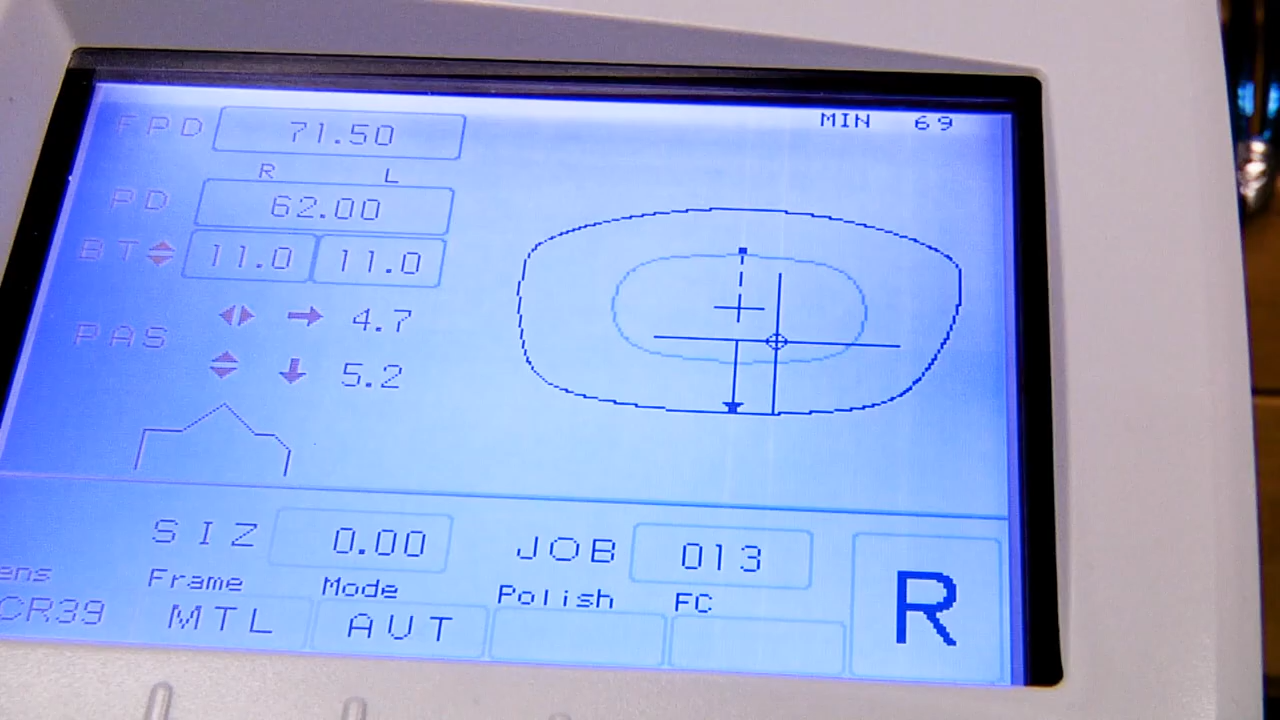 MIN 69
FPD 71.50
R L
PD 62.00
BT 11.0 11.0
PAS 4.7
5.2
SIZ 0.00 JOB 013
Frame Mode Polish FC
CR39 MTL AUT R